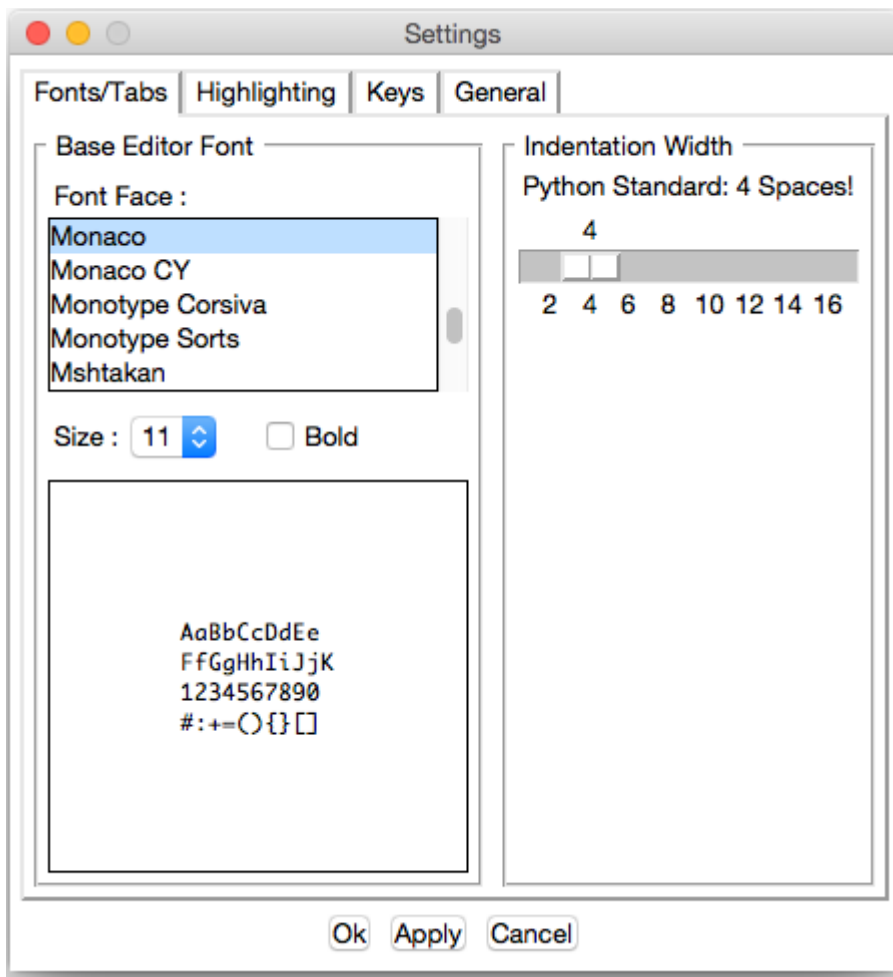 Settings
Fonts/Tabs Highlighting Keys General
Base Editor Font
Font Face :
Monaco
Monaco CY
Monotype Corsiva
Monotype Sorts
Mshtakan
Size : 11 Bold
AaBbCcDdEe
FfGgHhIiJjK
1234567890
#:+=(){}[]
Indentation Width
Python Standard: 4 Spaces!
4
2 4 6 8 10 12 14 16
Ok Apply Cancel